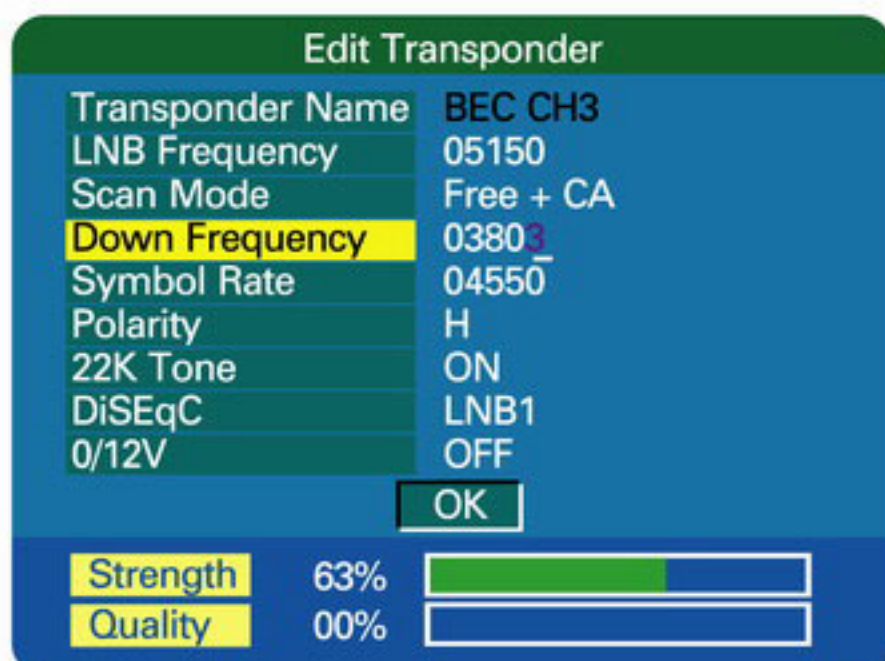 Edit Transponder
Transponder Name BEC CH3
LNB Frequency 05150
Scan Mode Free + CA
Down Frequency 03803
Symbol Rate 04550
Polarity H
22K Tone ON
DiSEqC LNB1
0/12V OFF
OK
Strength 63%
Quality 00%